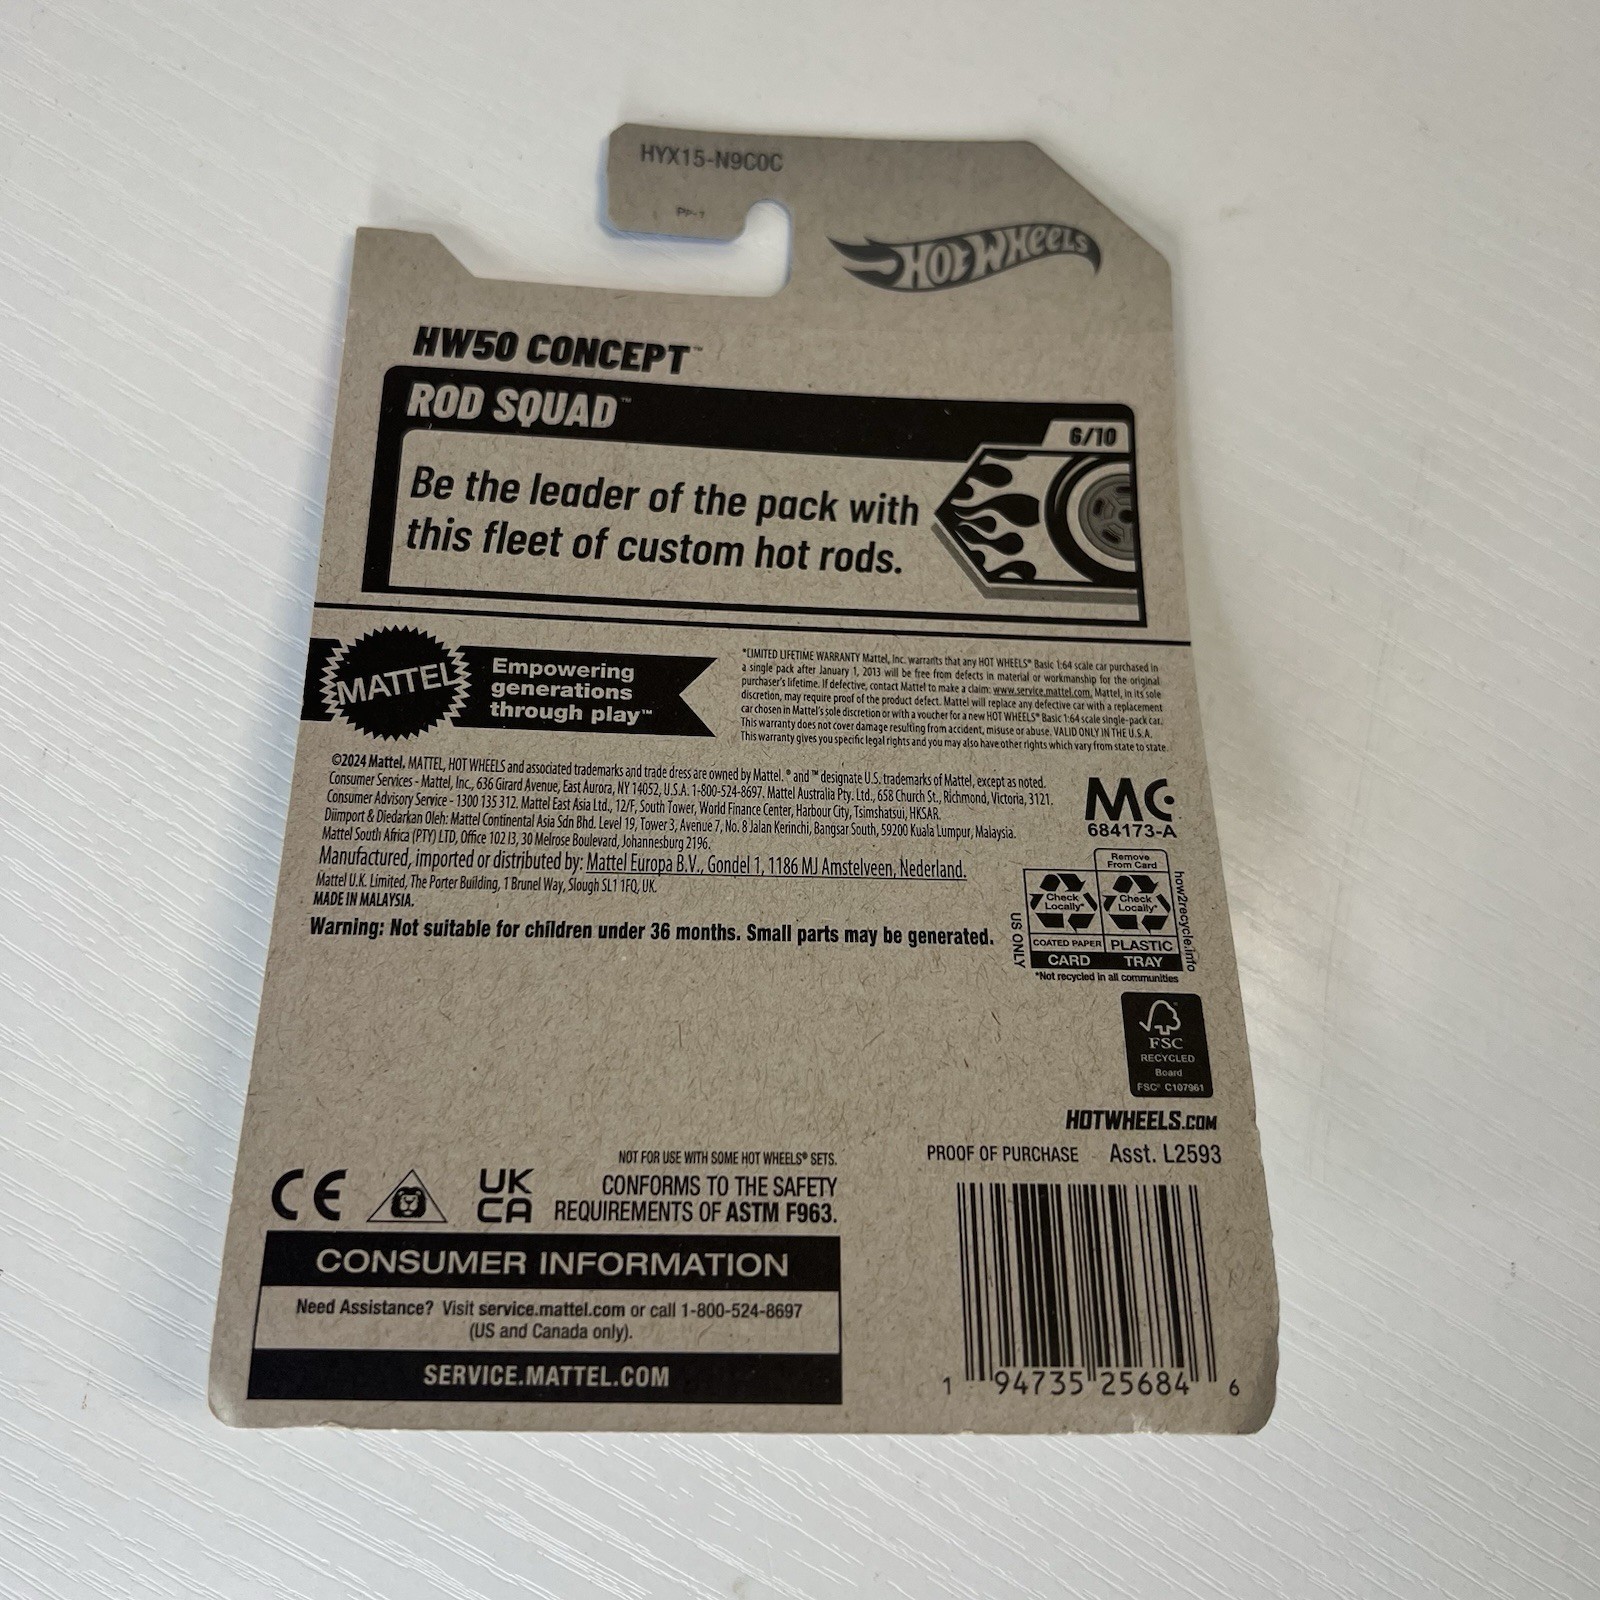 HYX15-N9C0C
PP-1
HOT WHEELS
HW50 CONCEPT™
ROD SQUAD™
6/10
Be the leader of the pack with
this fleet of custom hot rods.
MATTEL
Empowering
generations
through play™
*LIMITED LIFETIME WARRANTY Mattel, Inc. warrants that any HOT WHEELS® Basic 1:64 scale car purchased in
a single pack after January 1, 2013 will be free from defects in material or workmanship for the original
purchaser's lifetime. If defective, contact Mattel to make a claim: www.service.mattel.com. Mattel, in its sole
discretion, may require proof of the product defect. Mattel will replace any defective car with a replacement
car chosen in Mattel's sole discretion or with a voucher for a new HOT WHEELS® Basic 1:64 scale single-pack car.
This warranty does not cover damage resulting from accident, misuse or abuse. VALID ONLY IN THE U.S.A.
This warranty gives you specific legal rights and you may also have other rights which vary from state to state.
©2024 Mattel. MATTEL, HOT WHEELS and associated trademarks and trade dress are owned by Mattel. ® and ™ designate U.S. trademarks of Mattel, except as noted.
Consumer Services - Mattel, Inc., 636 Girard Avenue, East Aurora, NY 14052, U.S.A. 1-800-524-8697. Mattel Australia Pty. Ltd., 658 Church St., Richmond, Victoria, 3121.
Consumer Advisory Service - 1300 135 312. Mattel East Asia Ltd., 12/F, South Tower, World Finance Center, Harbour City, Tsimshatsui, HKSAR.
Diimport & Diedarkan Oleh: Mattel Continental Asia Sdn Bhd. Level 19, Tower 3, Avenue 7, No. 8 Jalan Kerinchi, Bangsar South, 59200 Kuala Lumpur, Malaysia.
Mattel South Africa (PTY) LTD, Office 102 I3, 30 Melrose Boulevard, Johannesburg 2196.
Manufactured, imported or distributed by: Mattel Europa B.V., Gondel 1, 1186 MJ Amstelveen, Nederland.
Mattel U.K. Limited, The Porter Building, 1 Brunel Way, Slough SL1 1FQ, UK.
MADE IN MALAYSIA.
Warning: Not suitable for children under 36 months. Small parts may be generated.
MC
684173-A
Remove
From Card
Check
Locally*
Check
Locally*
COATED PAPER
PLASTIC
CARD
TRAY
US ONLY
how2recycle.info
*Not recycled in all communities
FSC
RECYCLED
Board
FSC® C107961
HOTWHEELS.COM
PROOF OF PURCHASE
Asst. L2593
NOT FOR USE WITH SOME HOT WHEELS® SETS.
CE
UK
CA
CONFORMS TO THE SAFETY
REQUIREMENTS OF ASTM F963.
CONSUMER INFORMATION
Need Assistance? Visit service.mattel.com or call 1-800-524-8697
(US and Canada only).
SERVICE.MATTEL.COM
1 94735 25684 6